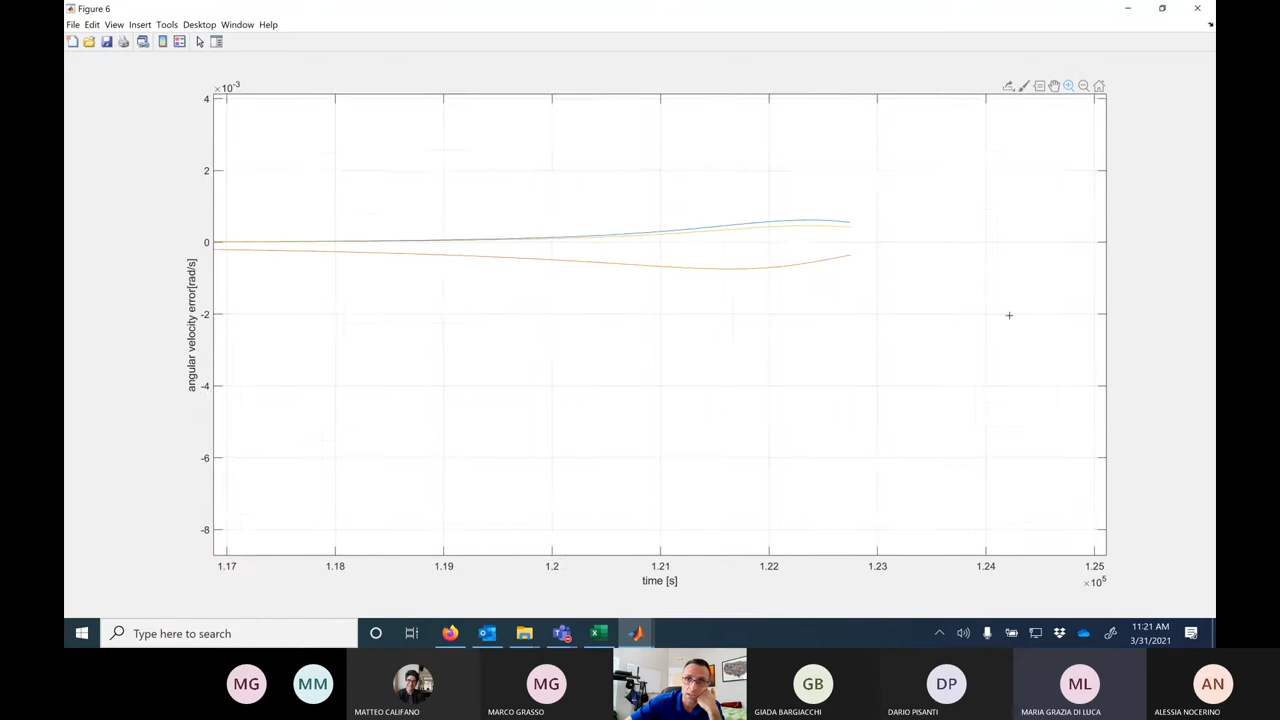 Figure 6
File Edit View Insert Tools Desktop Window Help
×10-3
4
2
0
-2
-4
-6
-8
angular velocity error[rad/s]
1.17 1.18 1.19 1.2 1.21 1.22 1.23 1.24 1.25
time [s]
×105
Type here to search
11:21 AM
3/31/2021
MG MM MG GB DP ML AN
MATTEO CALIFANO MARCO GRASSO GIADA BARGIACCHI DARIO PISANTI MARIA GRAZIA DI LUCA ALESSIA NOCERINO